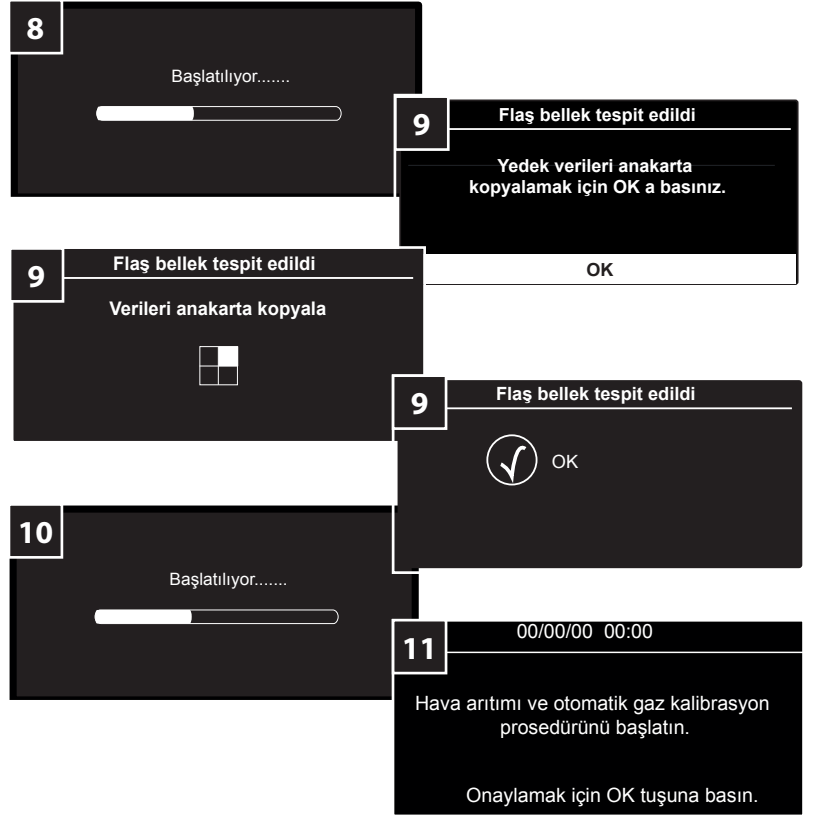 8
Başlatılıyor.......
9
Flaş bellek tespit edildi
Yedek verileri anakarta
kopyalamak için OK a basınız.
OK
9
Flaş bellek tespit edildi
Verileri anakarta kopyala
9
Flaş bellek tespit edildi
OK
10
Başlatılıyor.......
11
00/00/00 00:00
Hava arıtımı ve otomatik gaz kalibrasyon
prosedürünü başlatın.
Onaylamak için OK tuşuna basın.